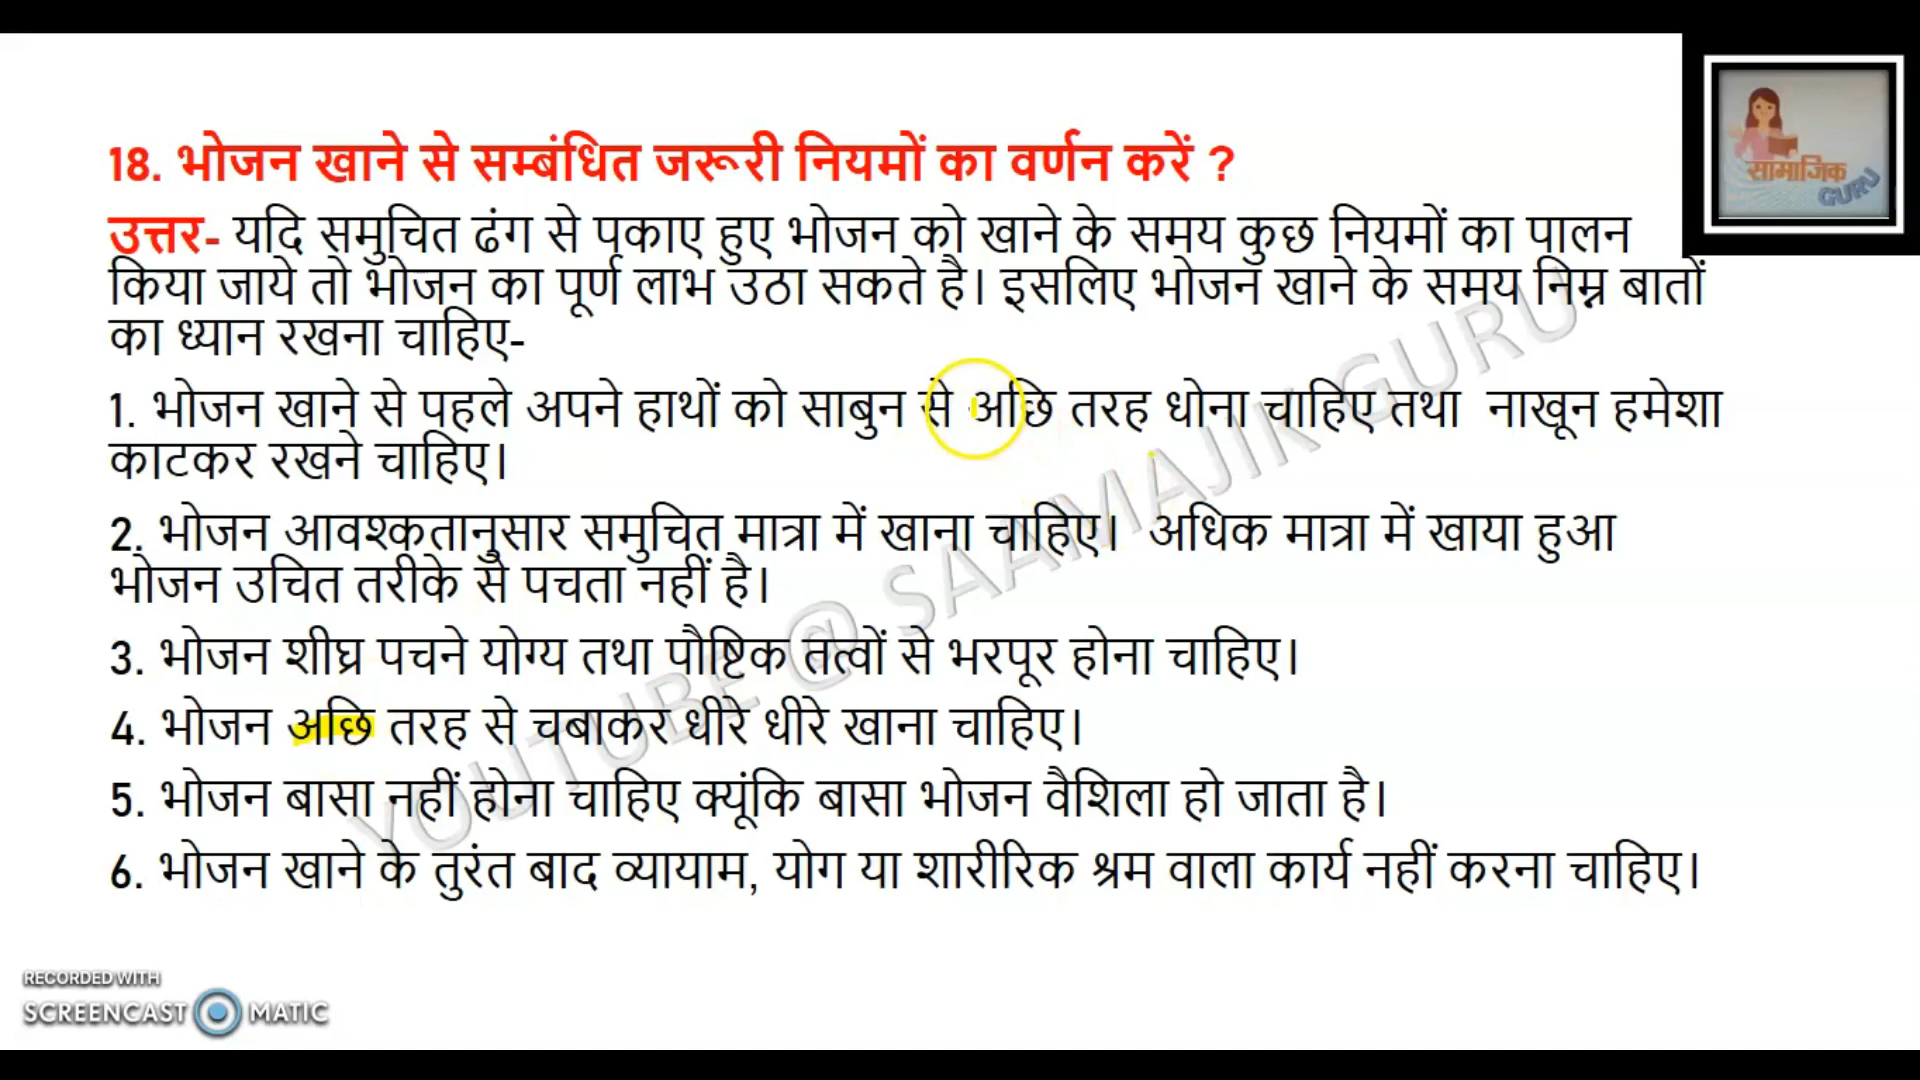 18. भोजन खाने से सम्बंधित जरूरी नियमों का वर्णन करें ?
उत्तर- यदि समुचित ढंग से पकाए हुए भोजन को खाने के समय कुछ नियमों का पालन
किया जाये तो भोजन का पूर्ण लाभ उठा सकते है। इसलिए भोजन खाने के समय निम्न बातों
का ध्यान रखना चाहिए-
1. भोजन खाने से पहले अपने हाथों को साबुन से अछि तरह धोना चाहिए तथा नाखून हमेशा
काटकर रखने चाहिए।
2. भोजन आवश्कतानुसार समुचित मात्रा में खाना चाहिए। अधिक मात्रा में खाया हुआ
भोजन उचित तरीके से पचता नहीं है।
3. भोजन शीघ्र पचने योग्य तथा पौष्टिक तत्वों से भरपूर होना चाहिए।
4. भोजन अछि तरह से चबाकर धीरे धीरे खाना चाहिए।
5. भोजन बासा नहीं होना चाहिए क्यूंकि बासा भोजन वैशिला हो जाता है।
6. भोजन खाने के तुरंत बाद व्यायाम, योग या शारीरिक श्रम वाला कार्य नहीं करना चाहिए।
YOUTUBE @ SAAMAJIK GURU
सामाजिक
GURU
RECORDED WITH
SCREENCAST MATIC